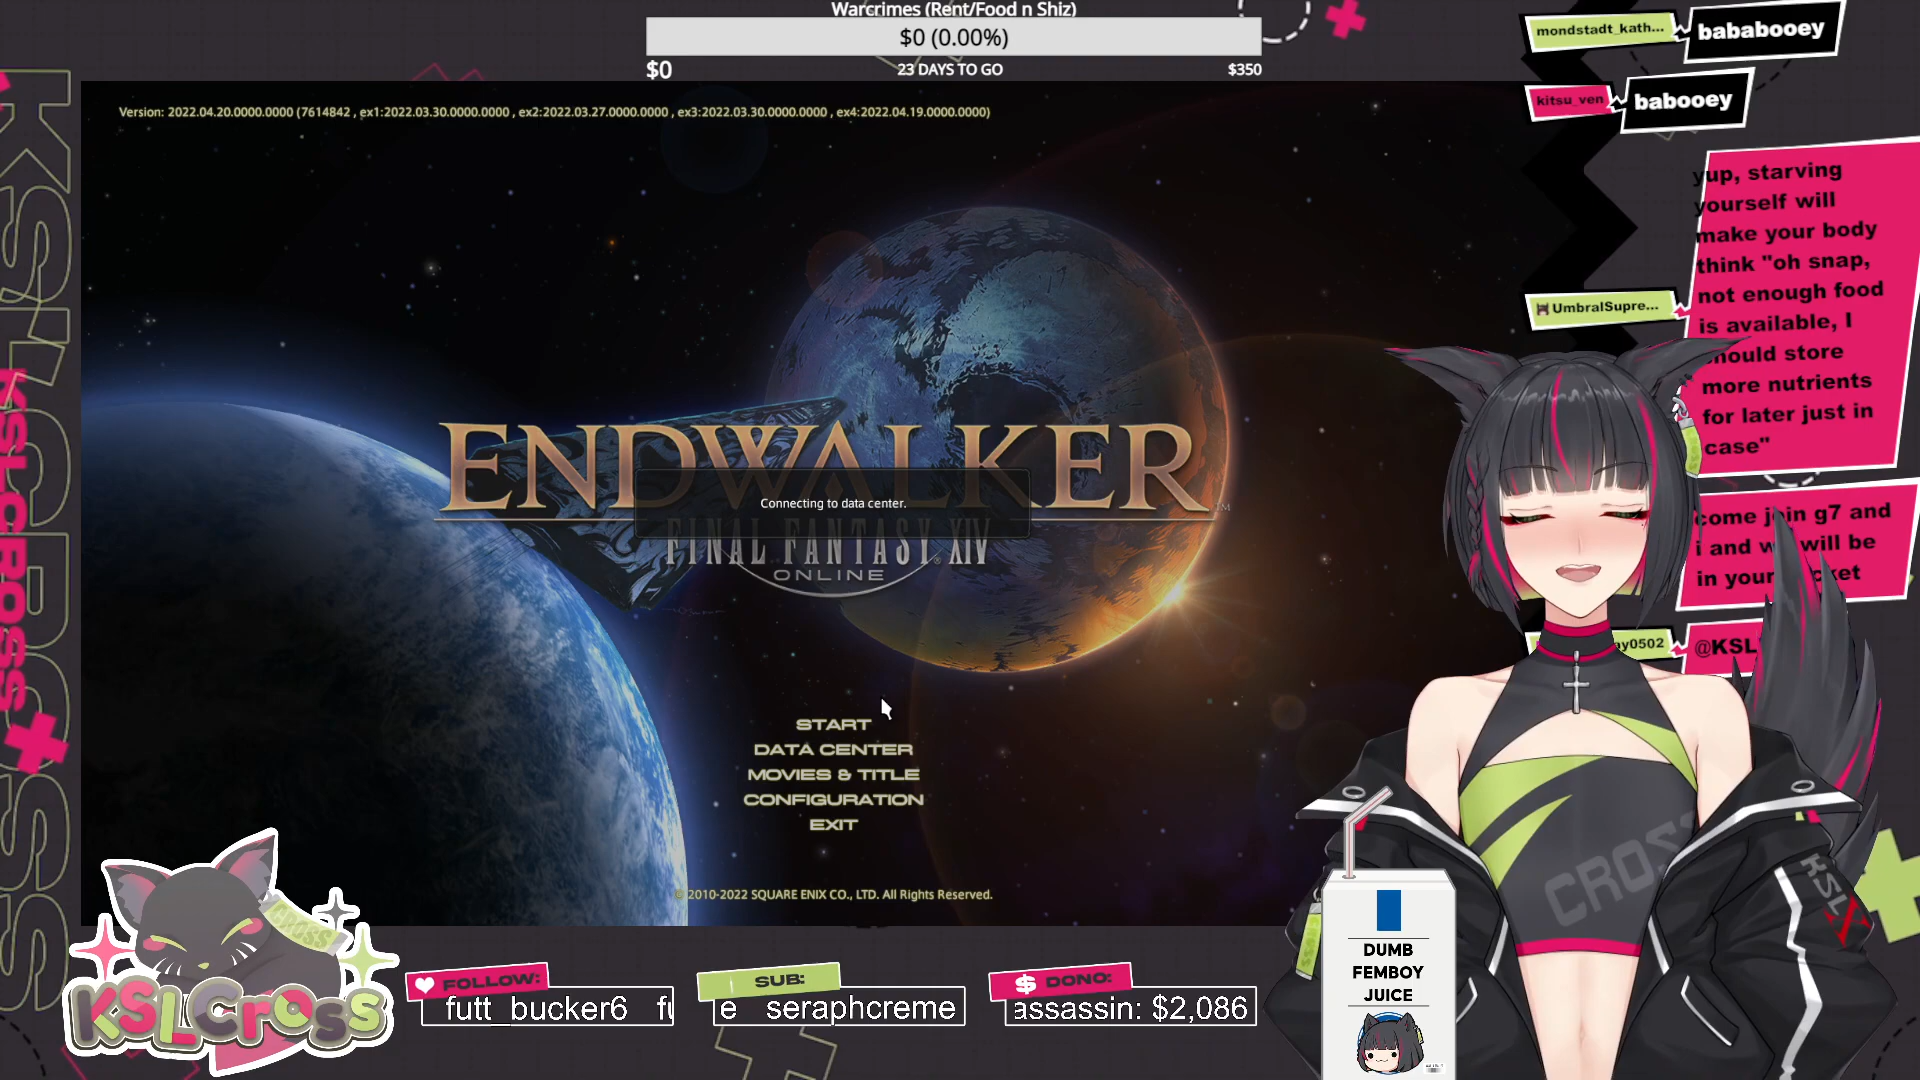 Warcrimes (Rent/Food n Shiz)
$0 (0.00%)
$0
23 DAYS TO GO
$350
mondstadt_kath...
bababooey
kitsu_ven
babooey
Version: 2022.04.20.0000.0000 (7614842 , ex1:2022.03.30.0000.0000 , ex2:2022.03.27.0000.0000 , ex3:2022.03.30.0000.0000 , ex4:2022.04.19.0000.0000)
yup, starving
yourself will
make your body
think "oh snap,
not enough food
is available, I
should store
more nutrients
for later just in
case"
UmbralSupre...
ENDWALKER
TM
Connecting to data center.
FINAL FANTASY XIV
ONLINE
come join g7 and
i and we will be
in your
@KSL
START
DATA CENTER
MOVIES & TITLE
CONFIGURATION
EXIT
© 2010-2022 SQUARE ENIX CO., LTD. All Rights Reserved.
KSLCROSS
KSLCROSS
CROSS
KSLCross
FOLLOW:
futt_bucker6
SUB:
e seraphcreme
DONO:
assassin: $2,086
CROSS
KSL
DUMB
FEMBOY
JUICE